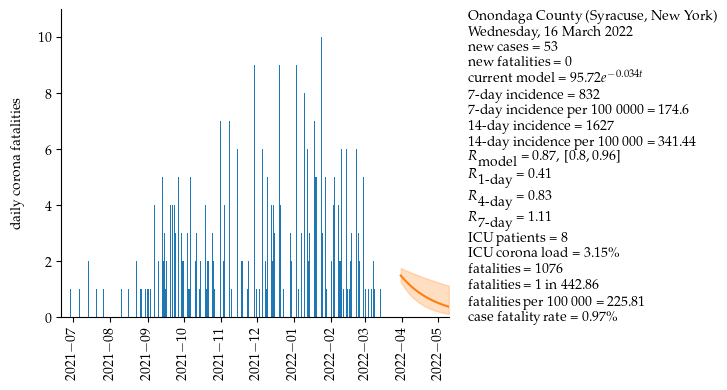 Onondaga County (Syracuse, New York)
Wednesday, 16 March 2022
new cases = 53
new fatalities = 0
current model = 95.72e^{−0.034t}
7-day incidence = 832
7-day incidence per 100 0000 = 174.6
14-day incidence = 1627
14-day incidence per 100 000 = 341.44
R_model = 0.87, [0.8, 0.96]
R_1-day = 0.41
R_4-day = 0.83
R_7-day = 1.11
ICU patients = 8
ICU corona load = 3.15%
fatalities = 1076
fatalities = 1 in 442.86
fatalities per 100 000 = 225.81
case fatality rate = 0.97%
daily corona fatalities
10
8
6
4
2
0
2021−07
2021−08
2021−09
2021−10
2021−11
2021−12
2022−01
2022−02
2022−03
2022−04
2022−05